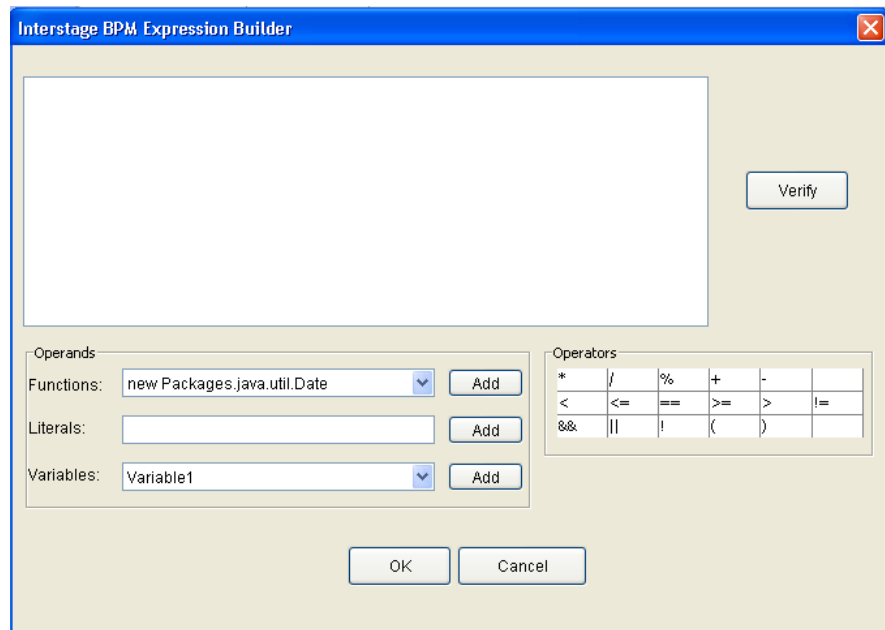 Interstage BPM Expression Builder
Verify
Operands
Functions: new Packages.java.util.Date Add
Literals: Add
Variables: Variable1 Add
Operators
* / % + -
< <= == >= > !=
&& || ! ( )
OK Cancel